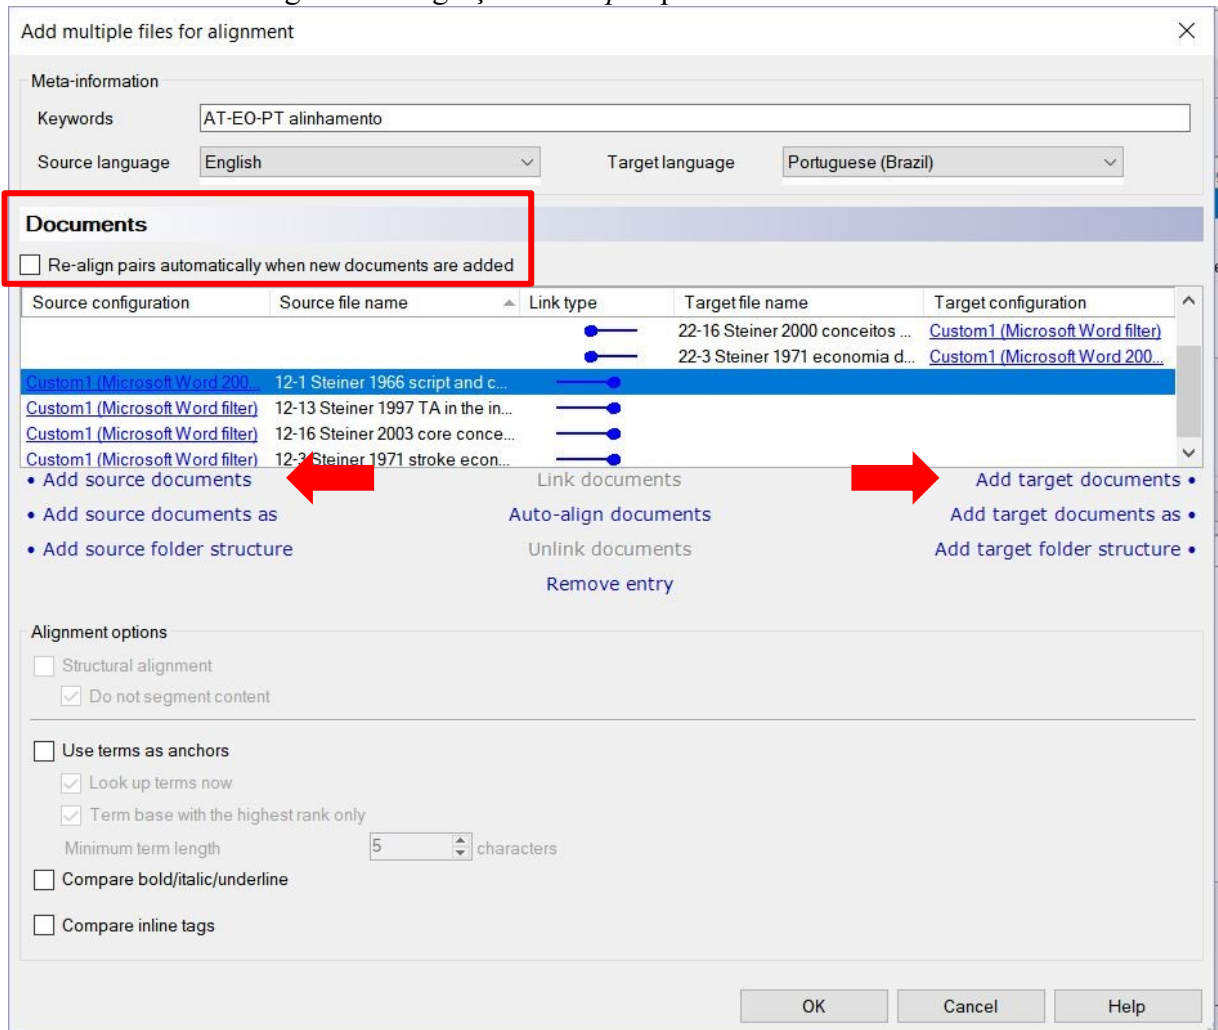 Add multiple files for alignment
Meta-information
Keywords AT-EO-PT alinhamento
Source language English Target language Portuguese (Brazil)
Documents
Re-align pairs automatically when new documents are added
Source configuration Source file name Link type Target file name Target configuration
22-16 Steiner 2000 conceitos ... Custom1 (Microsoft Word filter)
22-3 Steiner 1971 economia d... Custom1 (Microsoft Word 200...
Custom1 (Microsoft Word 200... 12-1 Steiner 1966 script and c...
Custom1 (Microsoft Word filter) 12-13 Steiner 1997 TA in the in...
Custom1 (Microsoft Word filter) 12-16 Steiner 2003 core conce...
Custom1 (Microsoft Word filter) 12-3 Steiner 1971 stroke econ...
• Add source documents Link documents Add target documents •
• Add source documents as Auto-align documents Add target documents as •
• Add source folder structure Unlink documents Add target folder structure •
Remove entry
Alignment options
Structural alignment
Do not segment content
Use terms as anchors
Look up terms now
Term base with the highest rank only
Minimum term length 5 characters
Compare bold/italic/underline
Compare inline tags
OK Cancel Help